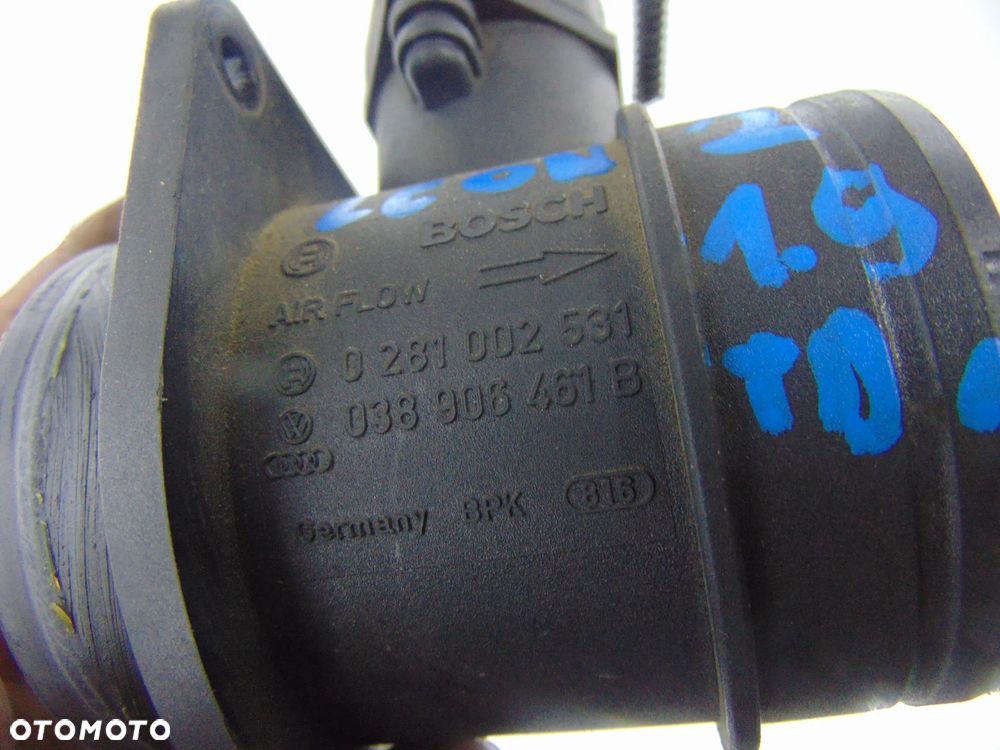 BOSCH
AIR FLOW
0 281 002 531
038 906 461 B
Germany BPK 816
1.9
TD
OTOMOTO